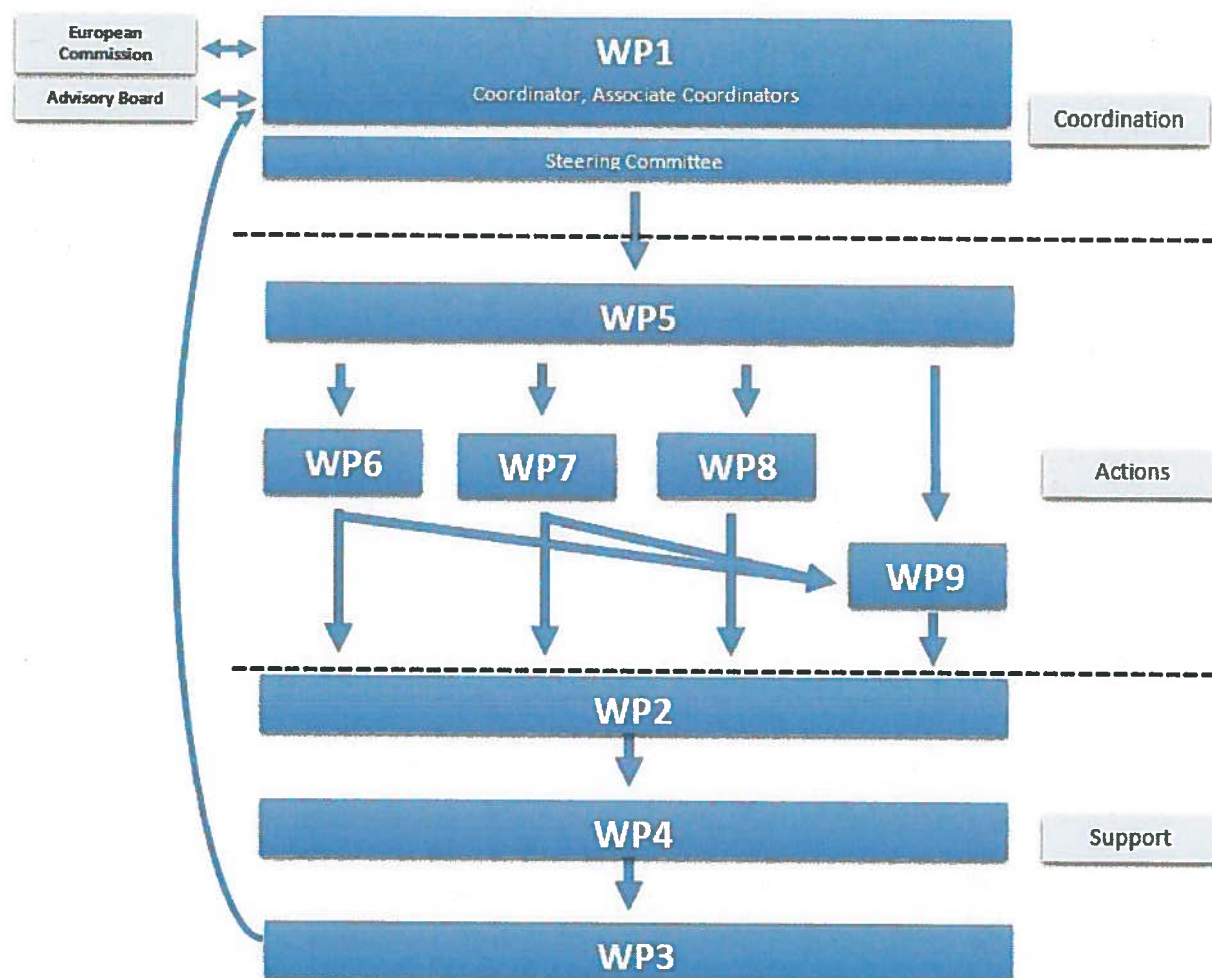 European
Commission
Advisory Board
WP1
Coordinator, Associate Coordinators
Steering Committee
Coordination
WP5
WP6
WP7
WP8
Actions
WP9
WP2
WP4
Support
WP3